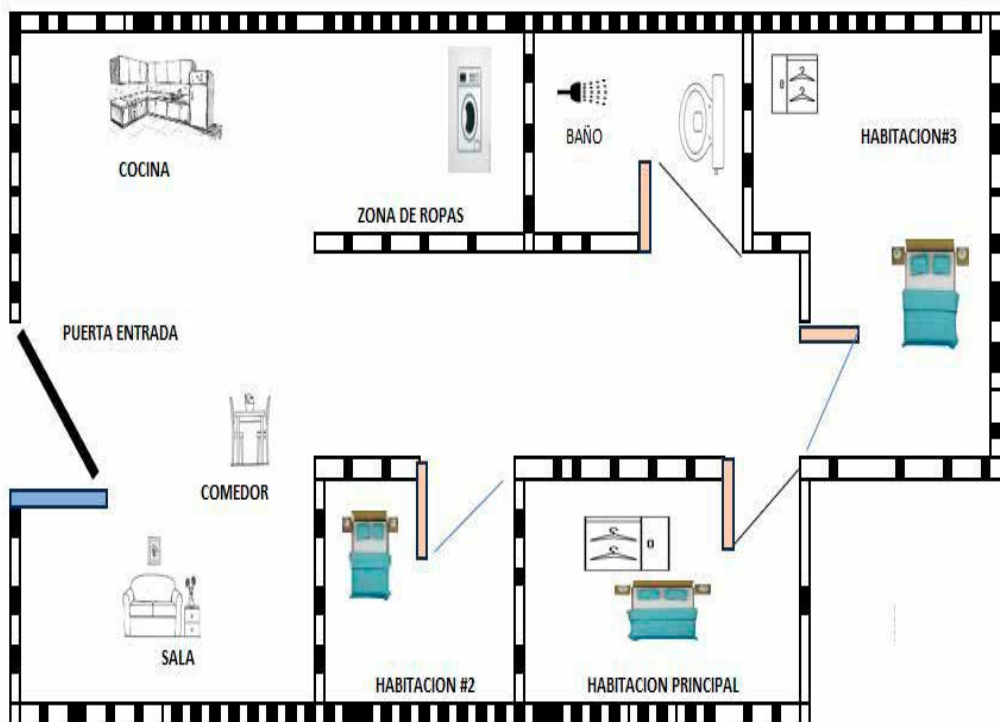 BAÑO
HABITACION#3
COCINA
ZONA DE ROPAS
PUERTA ENTRADA
COMEDOR
SALA
HABITACION #2
HABITACION PRINCIPAL